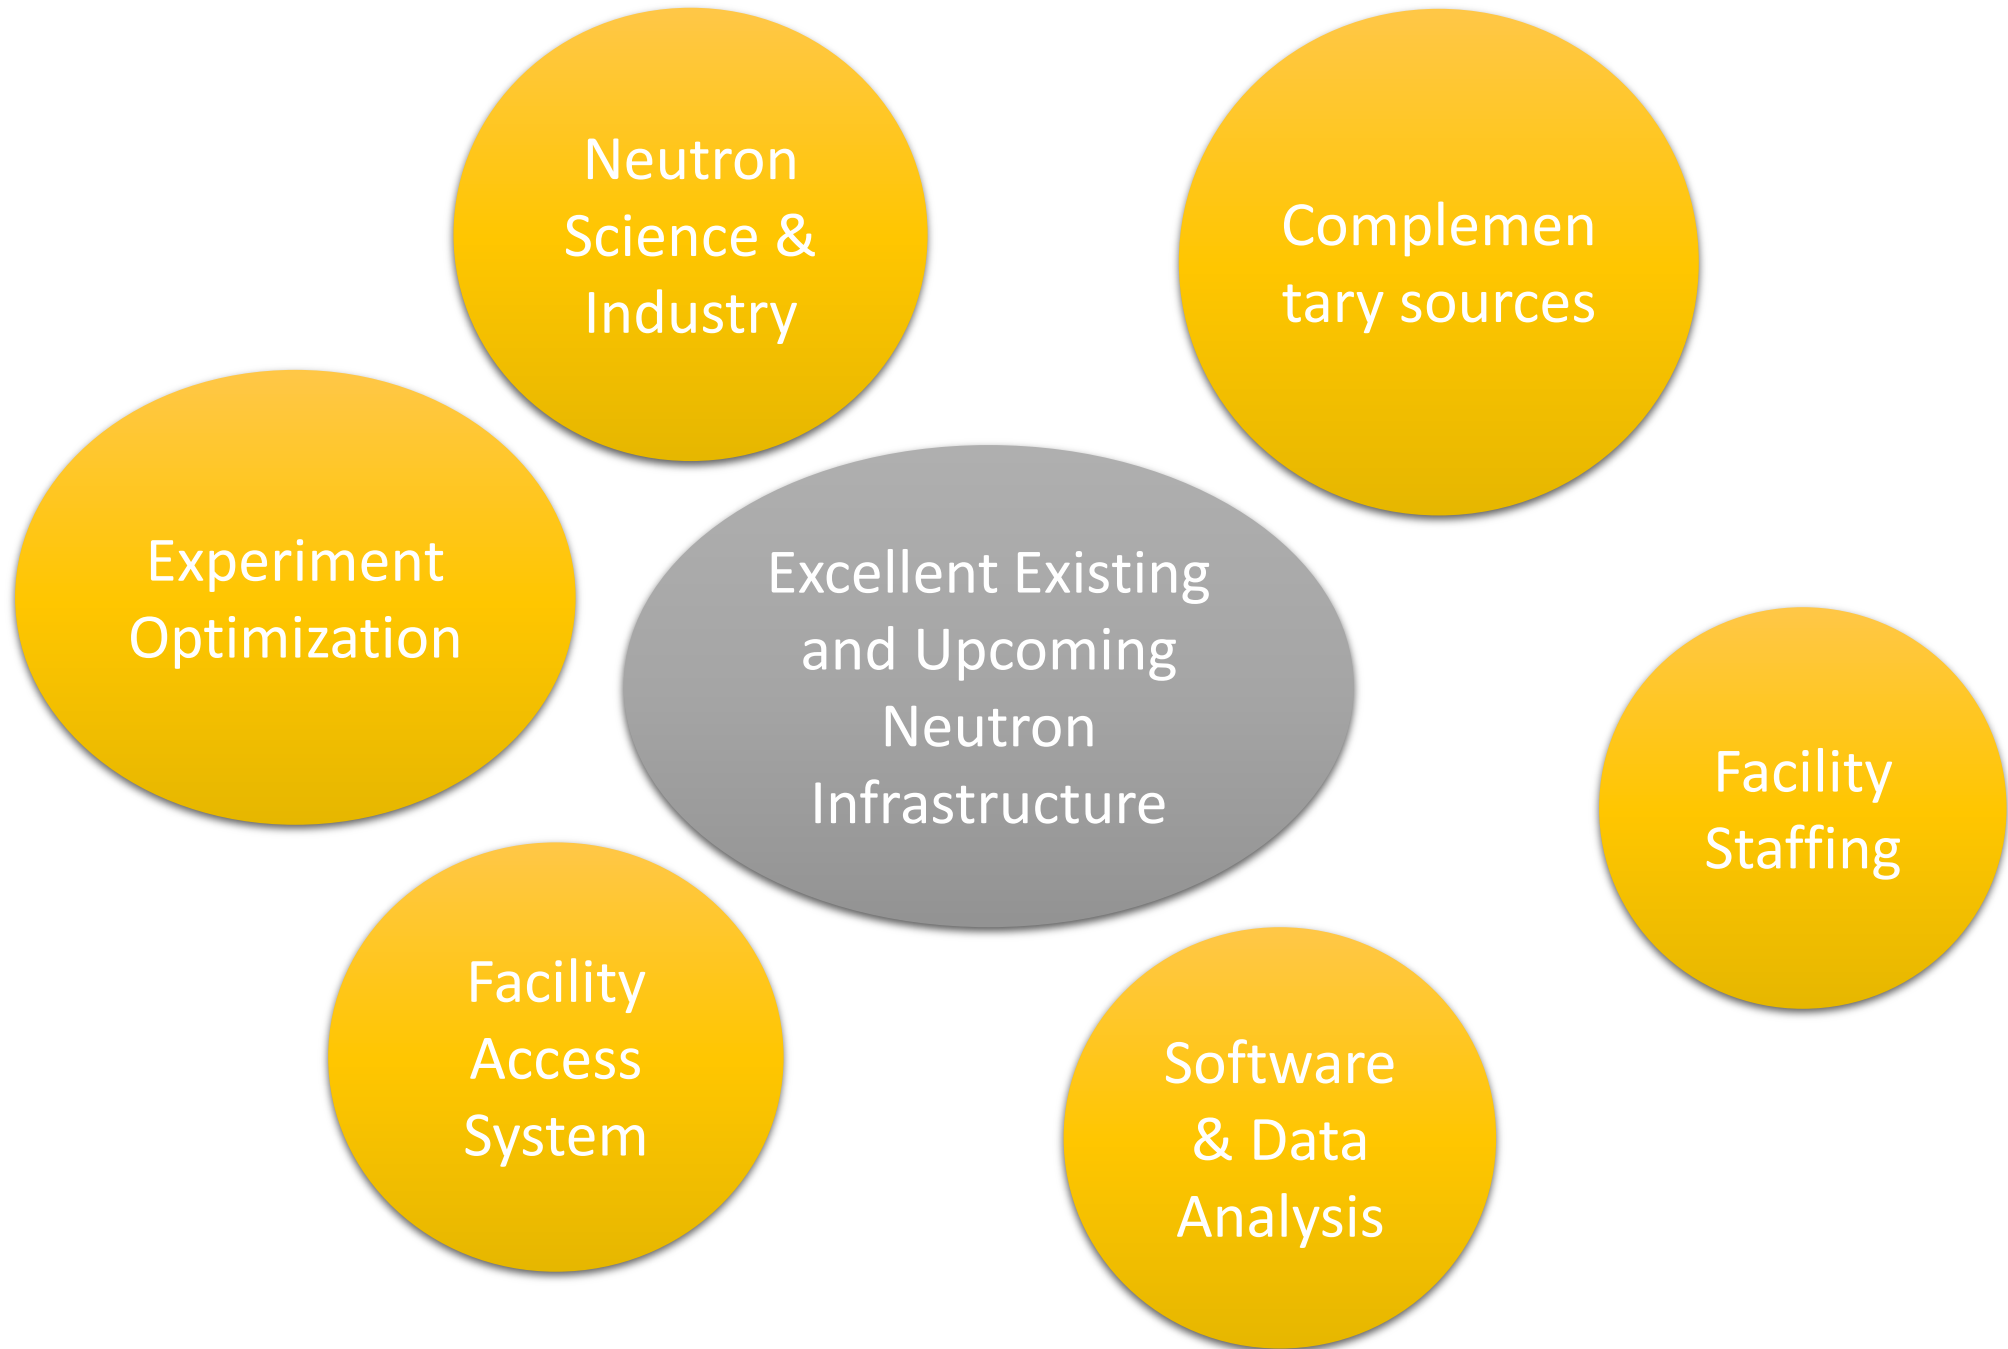 Neutron
Science &
Industry
Complemen
tary sources
Experiment
Optimization
Excellent Existing
and Upcoming
Neutron
Infrastructure
Facility
Staffing
Facility
Access
System
Software
& Data
Analysis